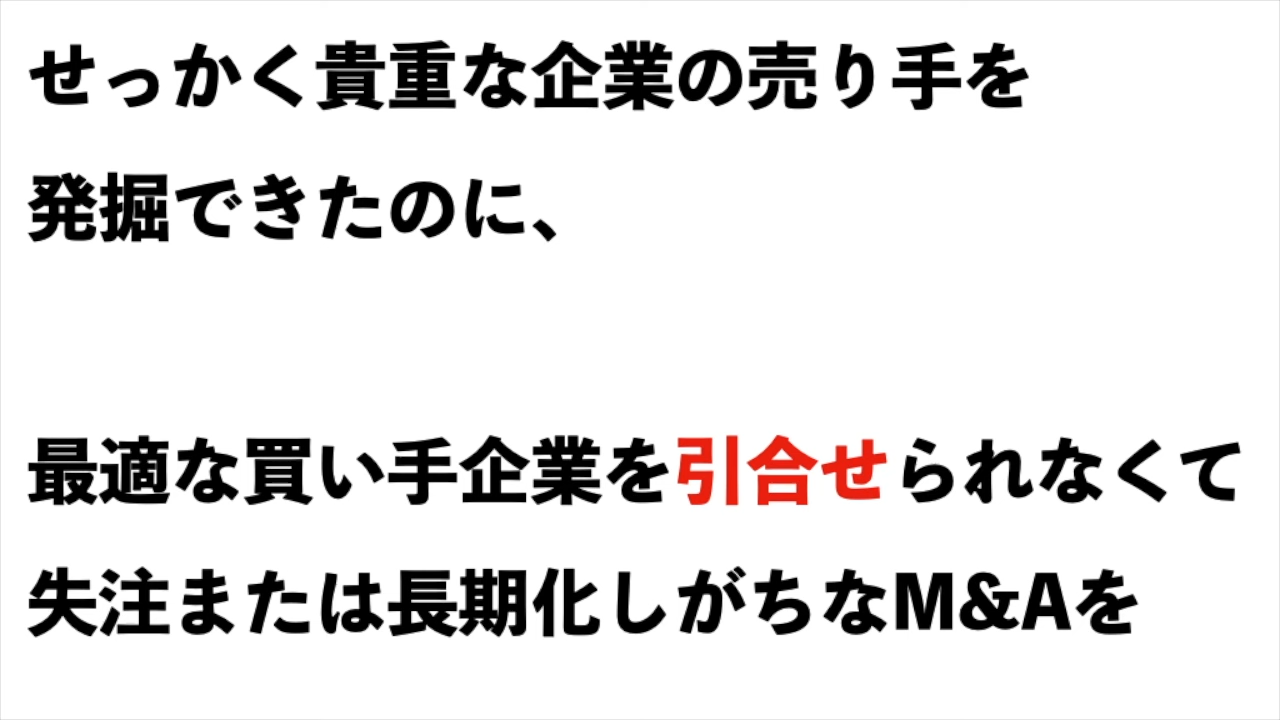 せっかく貴重な企業の売り手を
発掘できたのに、
最適な買い手企業を引合せられなくて
失注または長期化しがちなM&Aを